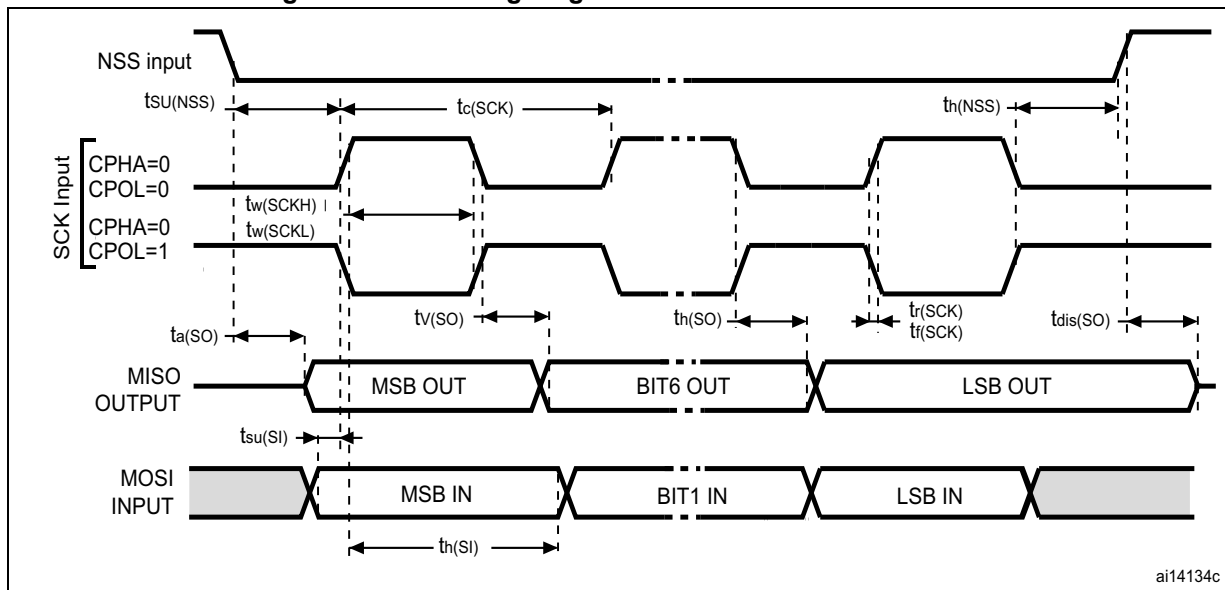 NSS input
tSU(NSS)
tc(SCK)
th(NSS)
SCK Input
CPHA=0
CPOL=0
tw(SCKH)
CPHA=0
tw(SCKL)
CPOL=1
tV(SO)
th(SO)
tr(SCK)
tf(SCK)
ta(SO)
tdis(SO)
MISO
OUTPUT
MSB OUT
BIT6 OUT
LSB OUT
tsu(SI)
MOSI
INPUT
MSB IN
BIT1 IN
LSB IN
th(SI)
ai14134c